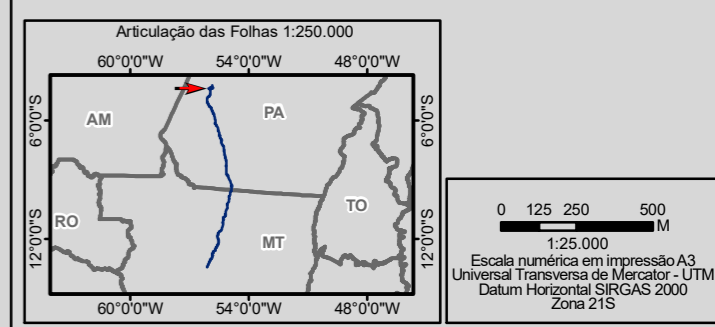 Articulação das Folhas 1:250.000
60°0'0"W 54°0'0"W 48°0'0"W
6°0'0"S
AM
PA
6°0'0"S
RO
TO
MT
12°0'0"S
12°0'0"S
60°0'0"W 54°0'0"W 48°0'0"W
0 125 250 500
M
1:25.000
Escala numérica em impressão A3
Universal Transversa de Mercator - UTM
Datum Horizontal SIRGAS 2000
Zona 21S